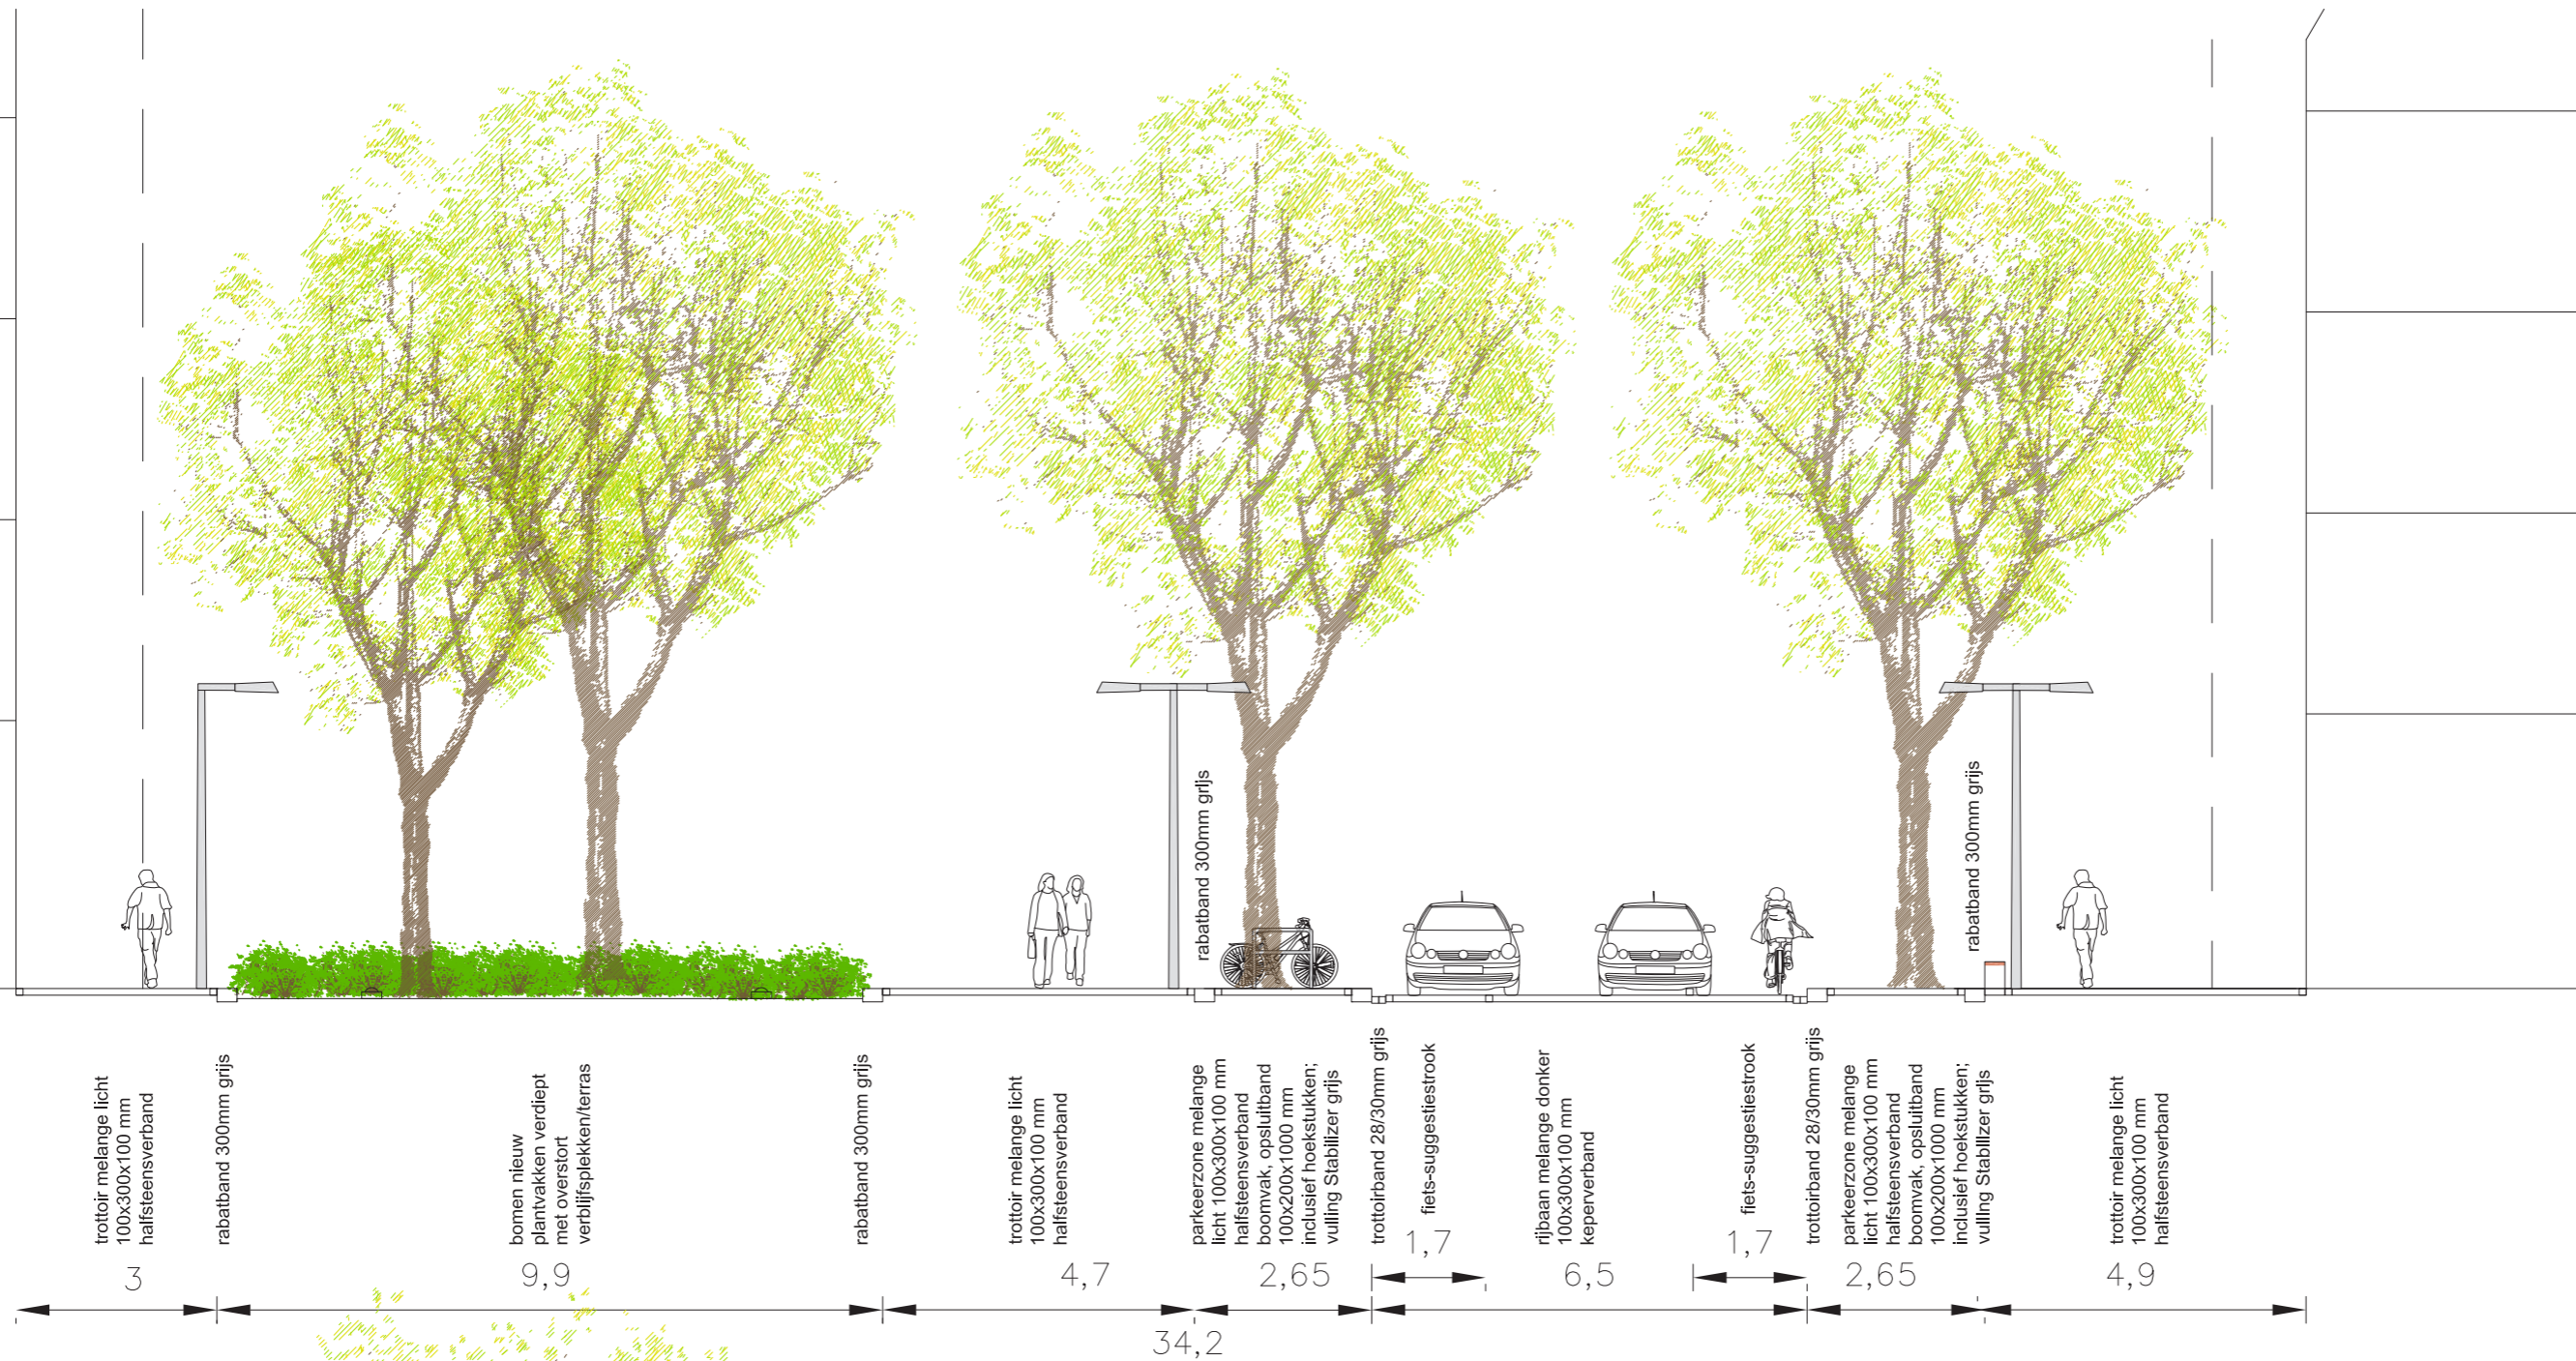 rabatband 300mm grijs
rabatband 300mm grijs
trottoir melange licht
100x300x100 mm
halfsteensverband
rabatband 300mm grijs
bomen nieuw
plantvakken verdiept
met overstort
verblijfsplekken/terras
rabatband 300mm grijs
trottoir melange licht
100x300x100 mm
halfsteensverband
parkeerzone melange
licht 100x300x100 mm
halfsteensverband
boomvak, opsluitband
100x200x1000 mm
inclusief hoekstukken;
vulling Stabilizer grijs
trottoirband 28/30mm grijs
fiets-suggestiestrook
rijbaan melange donker
100x300x100 mm
keperverband
fiets-suggestiestrook
trottoirband 28/30mm grijs
parkeerzone melange
licht 100x300x100 mm
halfsteensverband
boomvak, opsluitband
100x200x1000 mm
inclusief hoekstukken;
vulling Stabilizer grijs
trottoir melange licht
100x300x100 mm
halfsteensverband
1,7
1,7
3
9,9
4,7
2,65
6,5
2,65
4,9
34,2